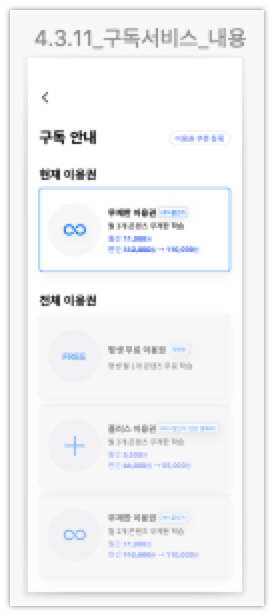 4.3.11_구독서비스_내용
구독 안내
이용권 쿠폰 등록
현재 이용권
무제한 이용권
월 3개 콘텐츠 무제한 학습
월간 11,000원
연간 132,000원 → 110,000원
전체 이용권
FREE
무료 이용권
월 1개 콘텐츠 무료 학습
플러스 이용권
월 3개 콘텐츠 무제한 학습
월간 5,500원
연간 66,000원 → 55,000원
무제한 이용권
월 3개 콘텐츠 무제한 학습
월간 11,000원
연간 132,000원 → 110,000원